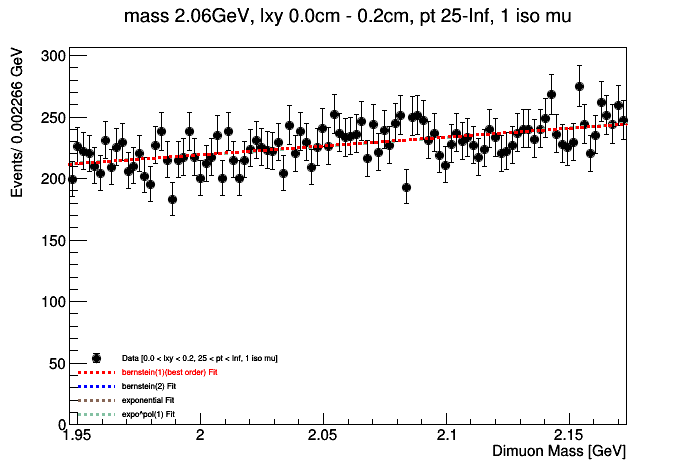 mass 2.06GeV, lxy 0.0cm - 0.2cm, pt 25-Inf, 1 iso mu
Events/ 0.002266 GeV
300
250
200
150
100
50
0
Data [0.0 < lxy < 0.2, 25 < pt < Inf, 1 iso mu]
bernstein(1)(best order) Fit
bernstein(2) Fit
exponential Fit
expo^pol(1) Fit
1.95 2 2.05 2.1 2.15
Dimuon Mass [GeV]